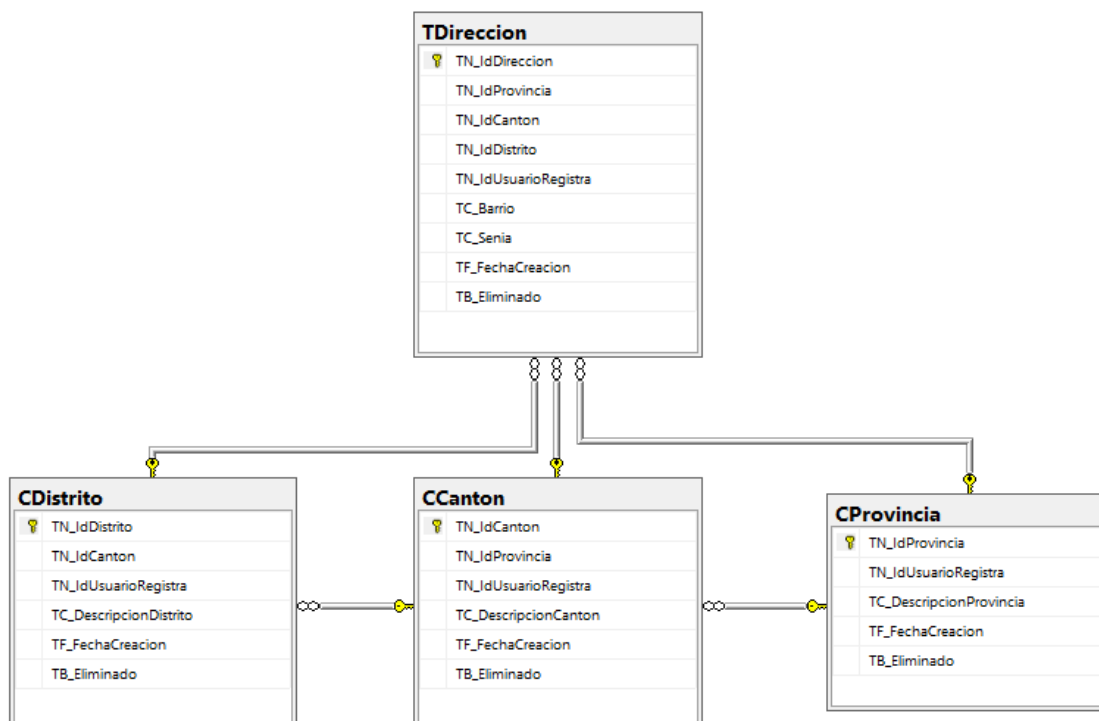 TDireccion
TN_IdDireccion
TN_IdProvincia
TN_IdCanton
TN_IdDistrito
TN_IdUsuarioRegistra
TC_Barrio
TC_Senia
TF_FechaCreacion
TB_Eliminado
CDistrito
TN_IdDistrito
TN_IdCanton
TN_IdUsuarioRegistra
TC_DescripcionDistrito
TF_FechaCreacion
TB_Eliminado
CCanton
TN_IdCanton
TN_IdProvincia
TN_IdUsuarioRegistra
TC_DescripcionCanton
TF_FechaCreacion
TB_Eliminado
CProvincia
TN_IdProvincia
TN_IdUsuarioRegistra
TC_DescripcionProvincia
TF_FechaCreacion
TB_Eliminado